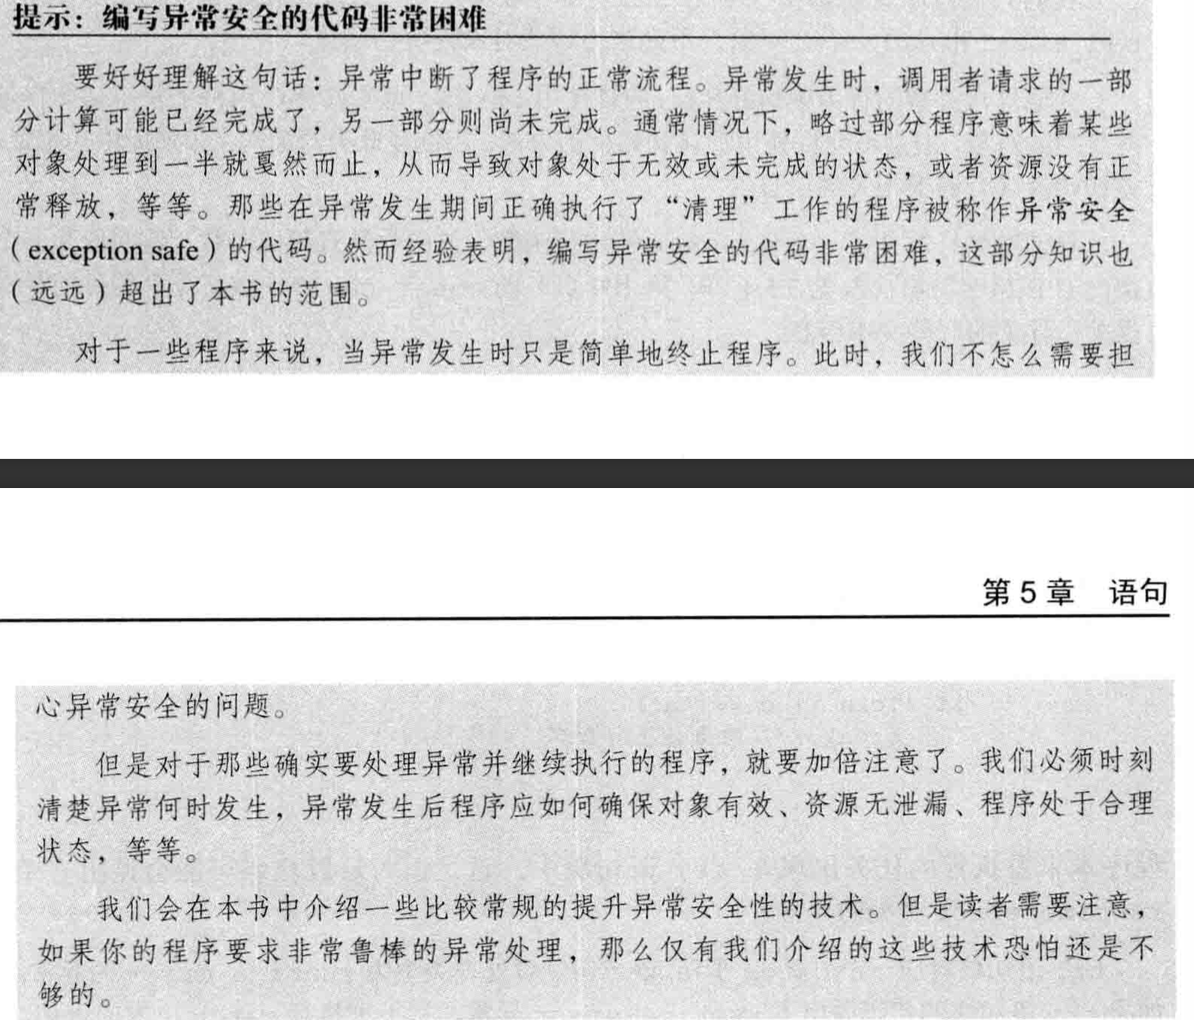 提示：编写异常安全的代码非常困难
要好好理解这句话：异常中断了程序的正常流程。异常发生时，调用者请求的一部
分计算可能已经完成了，另一部分则尚未完成。通常情况下，略过部分程序意味着某些
对象处理到一半就戛然而止，从而导致对象处于无效或未完成的状态，或者资源没有正
常释放，等等。那些在异常发生期间正确执行了“清理”工作的程序被称作异常安全
（exception safe）的代码。然而经验表明，编写异常安全的代码非常困难，这部分知识也
（远远）超出了本书的范围。
对于一些程序来说，当异常发生时只是简单地终止程序。此时，我们不怎么需要担
第 5 章　语句
心异常安全的问题。
但是对于那些确实要处理异常并继续执行的程序，就要加倍注意了。我们必须时刻
清楚异常何时发生，异常发生后程序应如何确保对象有效、资源无泄漏、程序处于合理
状态，等等。
我们会在本书中介绍一些比较常规的提升异常安全性的技术。但是读者需要注意，
如果你的程序要求非常鲁棒的异常处理，那么仅有我们介绍的这些技术恐怕还是不
够的。